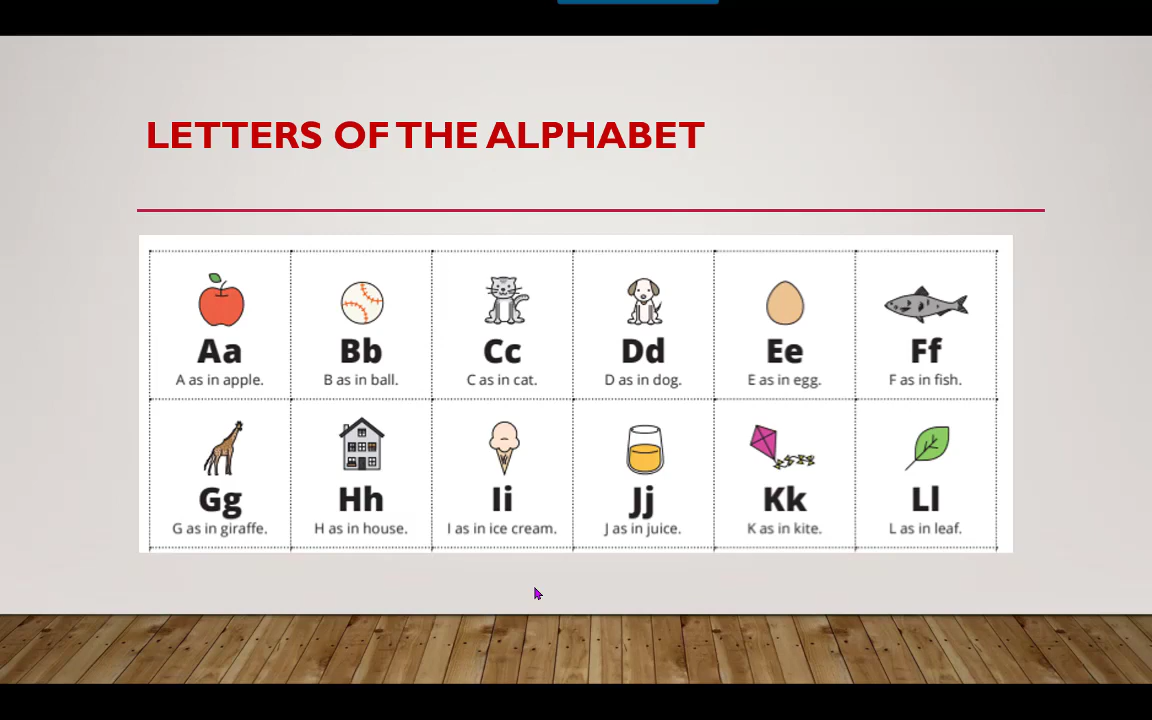 LETTERS OF THE ALPHABET
Aa Bb Cc Dd Ee Ff
A as in apple. B as in ball. C as in cat. D as in dog. E as in egg. F as in fish.
Gg Hh Ii Jj Kk Ll
G as in giraffe. H as in house. I as in ice cream. J as in juice. K as in kite. L as in leaf.